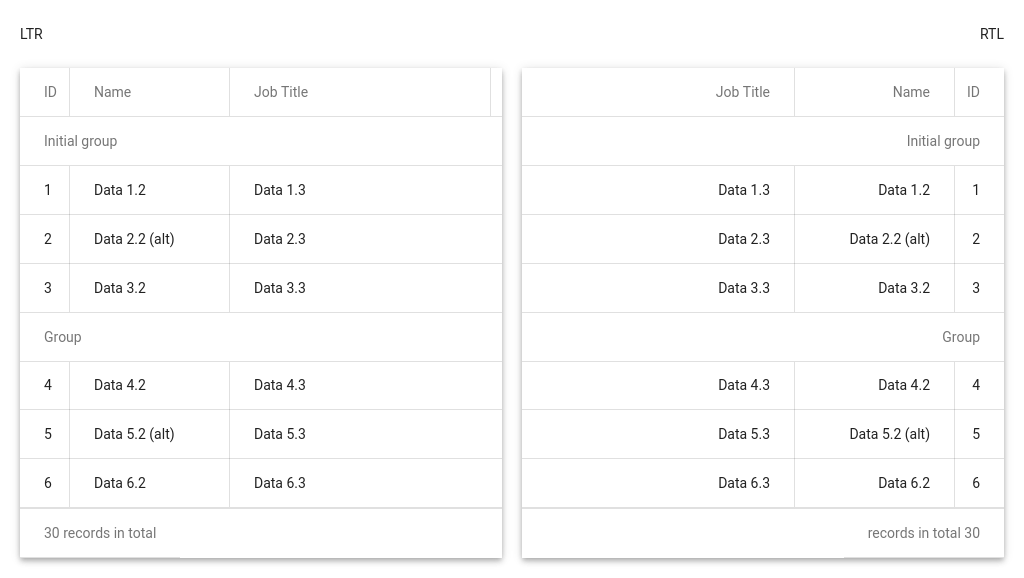 LTR
ID Name Job Title
Initial group
1 Data 1.2 Data 1.3
2 Data 2.2 (alt) Data 2.3
3 Data 3.2 Data 3.3
Group
4 Data 4.2 Data 4.3
5 Data 5.2 (alt) Data 5.3
6 Data 6.2 Data 6.3
30 records in total
RTL
Job Title Name ID
Initial group
Data 1.3 Data 1.2 1
Data 2.3 Data 2.2 (alt) 2
Data 3.3 Data 3.2 3
Group
Data 4.3 Data 4.2 4
Data 5.3 Data 5.2 (alt) 5
Data 6.3 Data 6.2 6
records in total 30